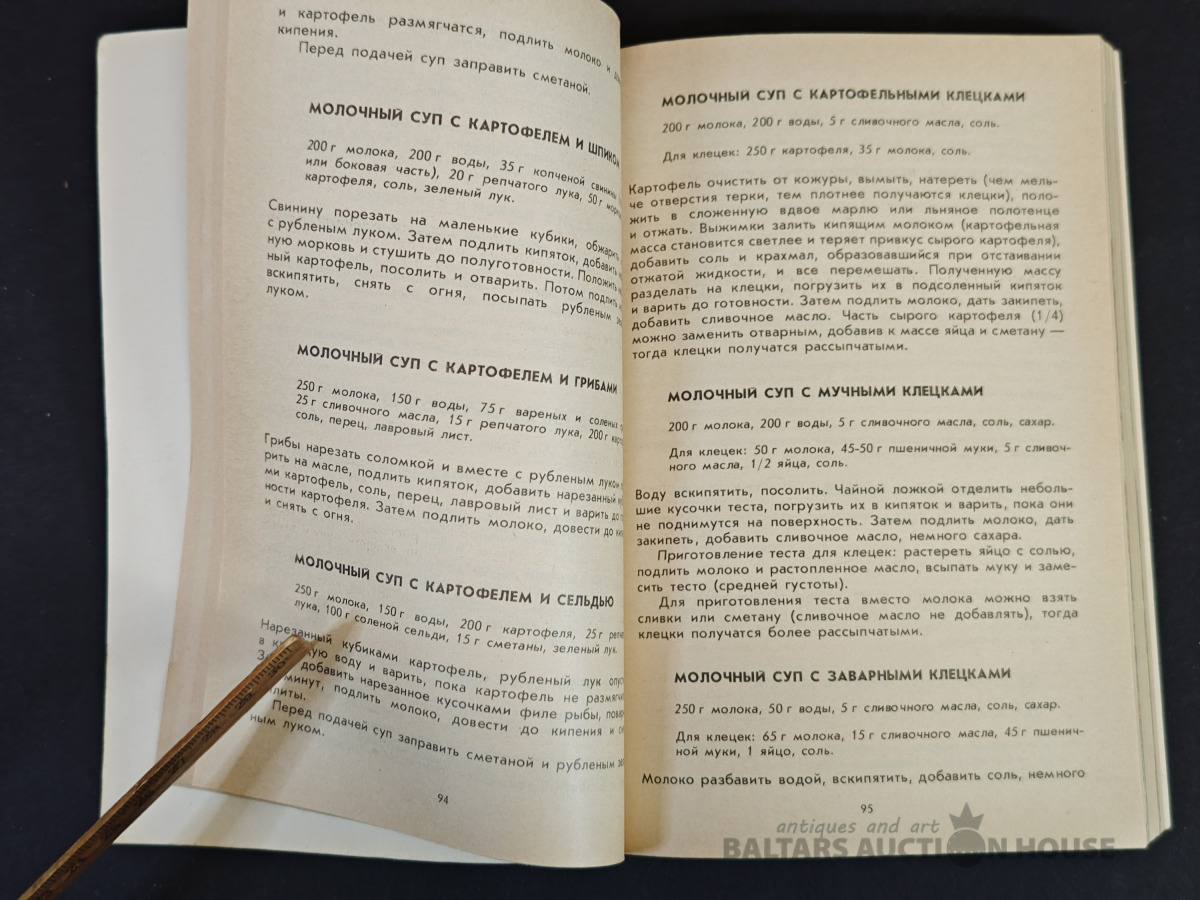 и картофель размягчатся, подлить молоко и
кипения.
Перед подачей суп заправить сметаной.
МОЛОЧНЫЙ СУП С КАРТОФЕЛЕМ И ШПИКОМ
200 г молока, 200 г воды, 35 г копченой свинины
или боковая часть), 20 г репчатого лука, 50 г
картофеля, соль, зеленый лук.
Свинину порезать на маленькие кубики, обжарить
с рубленым луком. Затем подлить кипяток, добавить
ную морковь и стушить до полуготовности. Положить
ный картофель, посолить и отварить. Потом подлить
вскипятить, снять с огня, посыпать рубленым
луком.
МОЛОЧНЫЙ СУП С КАРТОФЕЛЕМ И ГРИБАМИ
250 г молока, 150 г воды, 75 г вареных и соленых
25 г сливочного масла, 15 г репчатого лука, 200 г
соль, перец, лавровый лист.
Грибы нарезать соломкой и вместе с рубленым луком
рить на масле, подлить кипяток, добавить нарезанный
ми картофель, соль, перец, лавровый лист и варить до
ности картофеля. Затем подлить молоко, довести до
и снять с огня.
МОЛОЧНЫЙ СУП С КАРТОФЕЛЕМ И СЕЛЬДЬЮ
250 г молока, 150 г воды, 200 г картофеля, 25 г
лука, 100 г соленой сельди, 15 г сметаны, зеленый лук.
Нарезанный кубиками картофель, рубленый лук
в воду и варить, пока картофель не
добавить нарезанное кусочками филе рыбы,
минут, подлить молоко, довести до кипения и
плиты.
Перед подачей суп заправить сметаной и рубленым
ным луком.
94
МОЛОЧНЫЙ СУП С КАРТОФЕЛЬНЫМИ КЛЕЦКАМИ
200 г молока, 200 г воды, 5 г сливочного масла, соль.
Для клецек: 250 г картофеля, 35 г молока, соль.
Картофель очистить от кожуры, вымыть, натереть (чем мель-
че отверстия терки, тем плотнее получаются клецки), поло-
жить в сложенную вдвое марлю или льняное полотенце
и отжать. Выжимки залить кипящим молоком (картофельная
масса становится светлее и теряет привкус сырого картофеля),
добавить соль и крахмал, образовавшийся при отстаивании
отжатой жидкости, и все перемешать. Полученную массу
разделать на клецки, погрузить их в подсоленный кипяток
и варить до готовности. Затем подлить молоко, дать закипеть,
добавить сливочное масло. Часть сырого картофеля (1/4)
можно заменить отварным, добавив к массе яйца и сметану —
тогда клецки получатся рассыпчатыми.
МОЛОЧНЫЙ СУП С МУЧНЫМИ КЛЕЦКАМИ
200 г молока, 200 г воды, 5 г сливочного масла, соль, сахар.
Для клецек: 50 г молока, 45-50 г пшеничной муки, 5 г сливоч-
ного масла, 1/2 яйца, соль.
Воду вскипятить, посолить. Чайной ложкой отделить неболь-
шие кусочки теста, погрузить их в кипяток и варить, пока они
не поднимутся на поверхность. Затем подлить молоко, дать
закипеть, добавить сливочное масло, немного сахара.
Приготовление теста для клецек: растереть яйцо с солью,
подлить молоко и растопленное масло, всыпать муку и заме-
сить тесто (средней густоты).
Для приготовления теста вместо молока можно взять
сливки или сметану (сливочное масло не добавлять), тогда
клецки получатся более рассыпчатыми.
МОЛОЧНЫЙ СУП С ЗАВАРНЫМИ КЛЕЦКАМИ
250 г молока, 50 г воды, 5 г сливочного масла, соль, сахар.
Для клецек: 65 г молока, 15 г сливочного масла, 45 г пшенич-
ной муки, 1 яйцо, соль.
Молоко разбавить водой, вскипятить, добавить соль, немного
95
antiques and art
BALTARS AUCTION HOUSE